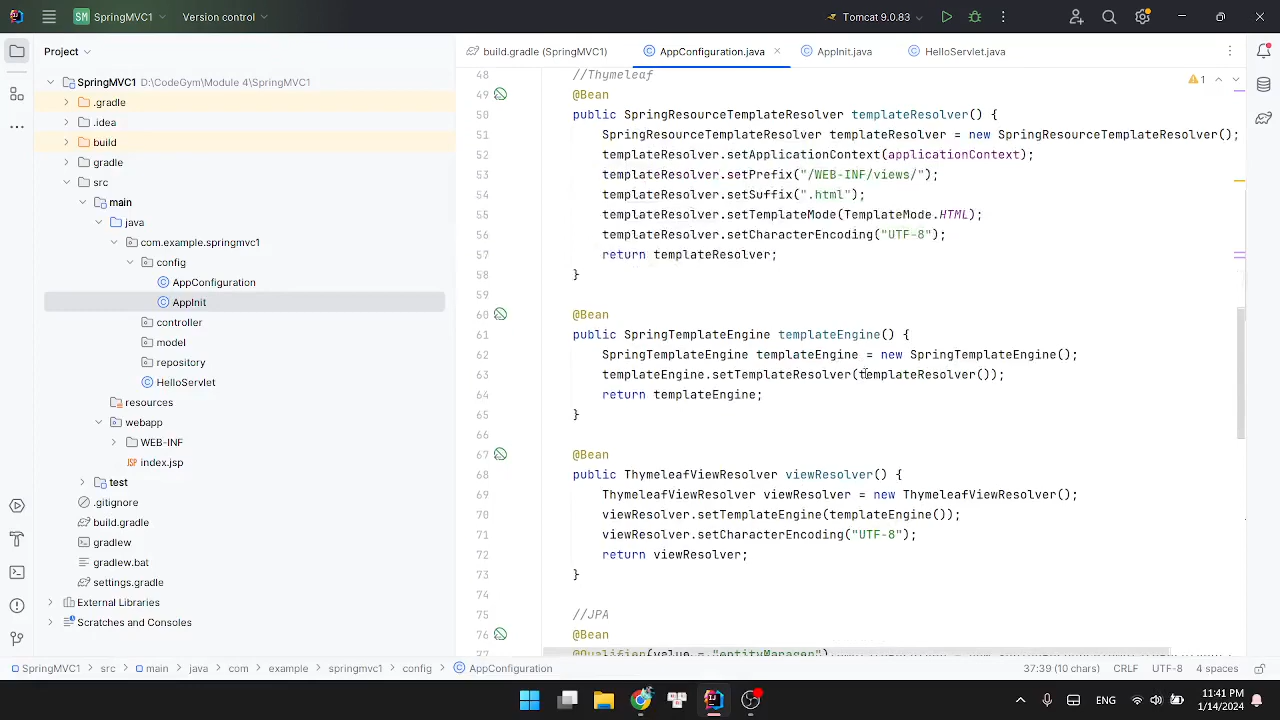 SM SpringMVC1 Version control Tomcat 9.0.83
Project
build.gradle (SpringMVC1) AppConfiguration.java AppInit.java HelloServlet.java
SpringMVC1 D:\CodeGym\Module 4\SpringMVC1
.gradle
.idea
build
gradle
src
main
java
com.example.springmvc1
config
AppConfiguration
AppInit
controller
model
repository
HelloServlet
resources
webapp
WEB-INF
JSP index.jsp
test
.gitignore
build.gradle
gradlew
gradlew.bat
settings.gradle
External Libraries
Scratches and Consoles
1
48 //Thymeleaf
49 @Bean
50 public SpringResourceTemplateResolver templateResolver() {
51 SpringResourceTemplateResolver templateResolver = new SpringResourceTemplateResolver();
52 templateResolver.setApplicationContext(applicationContext);
53 templateResolver.setPrefix("/WEB-INF/views/");
54 templateResolver.setSuffix(".html");
55 templateResolver.setTemplateMode(TemplateMode.HTML);
56 templateResolver.setCharacterEncoding("UTF-8");
57 return templateResolver;
58 }
59
60 @Bean
61 public SpringTemplateEngine templateEngine() {
62 SpringTemplateEngine templateEngine = new SpringTemplateEngine();
63 templateEngine.setTemplateResolver(templateResolver());
64 return templateEngine;
65 }
66
67 @Bean
68 public ThymeleafViewResolver viewResolver() {
69 ThymeleafViewResolver viewResolver = new ThymeleafViewResolver();
70 viewResolver.setTemplateEngine(templateEngine());
71 viewResolver.setCharacterEncoding("UTF-8");
72 return viewResolver;
73 }
74
75 //JPA
76 @Bean
77 @Qualifier(value = "entityManager")
SpringMVC1 > src > main > java > com > example > springmvc1 > config > AppConfiguration
37:39 (10 chars) CRLF UTF-8 4 spaces
ENG
11:41 PM
1/14/2024